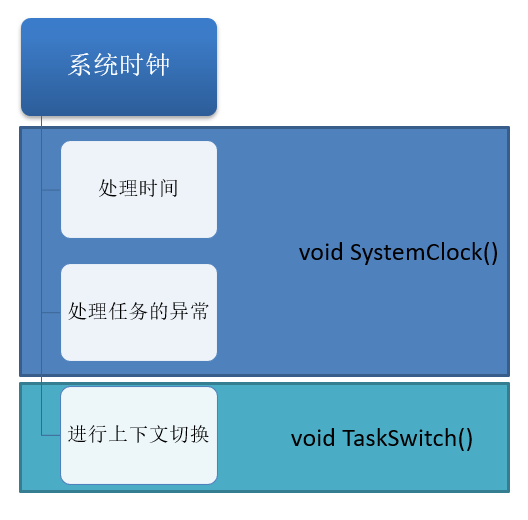 系统时钟
处理时间
void SystemClock()
处理任务的异常
进行上下文切换
void TaskSwitch()